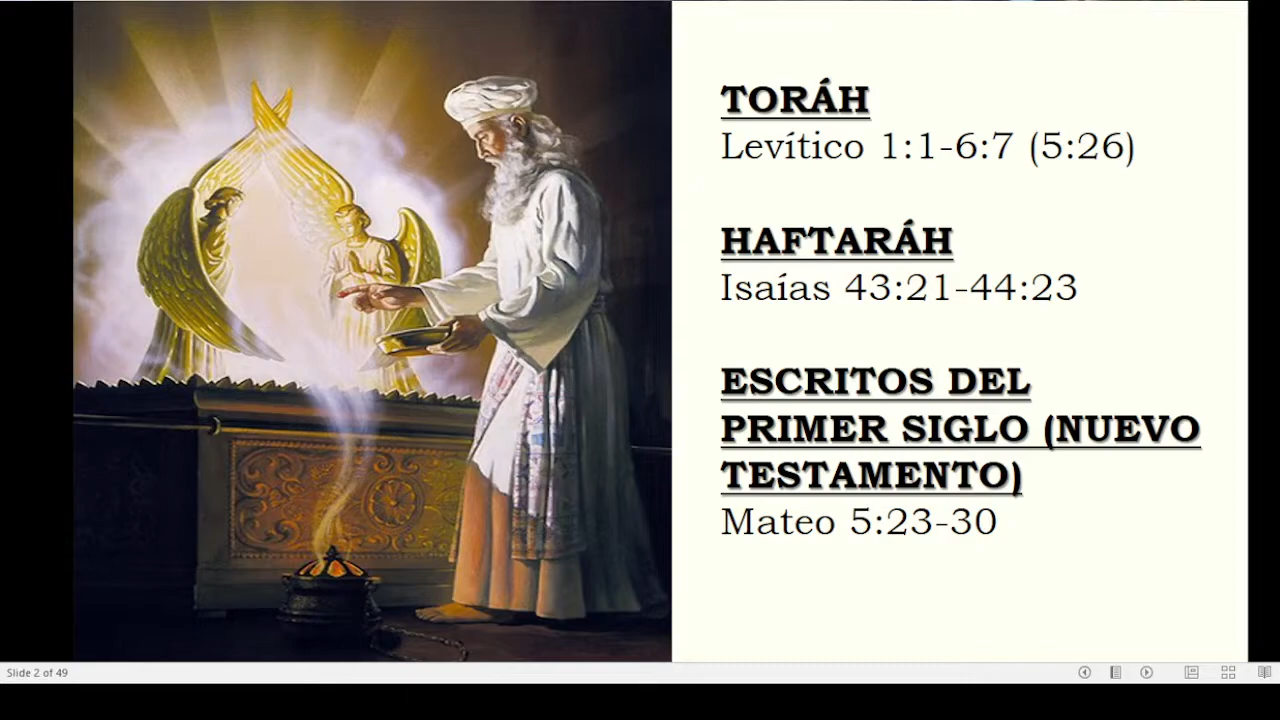 TORÁH
Levítico 1:1-6:7 (5:26)
HAFTARÁH
Isaías 43:21-44:23
ESCRITOS DEL
PRIMER SIGLO (NUEVO
TESTAMENTO)
Mateo 5:23-30
Slide 2 of 49